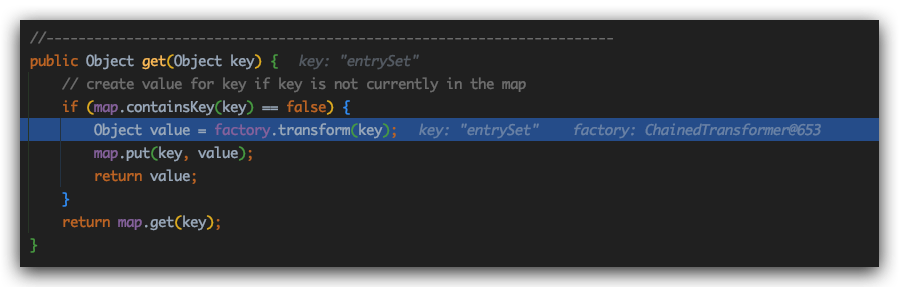 //-----------------------------------------------------------------------
public Object get(Object key) {   key: "entrySet"
    // create value for key if key is not currently in the map
    if (map.containsKey(key) == false) {
        Object value = factory.transform(key);   key: "entrySet"    factory: ChainedTransformer@653
        map.put(key, value);
        return value;
    }
    return map.get(key);
}